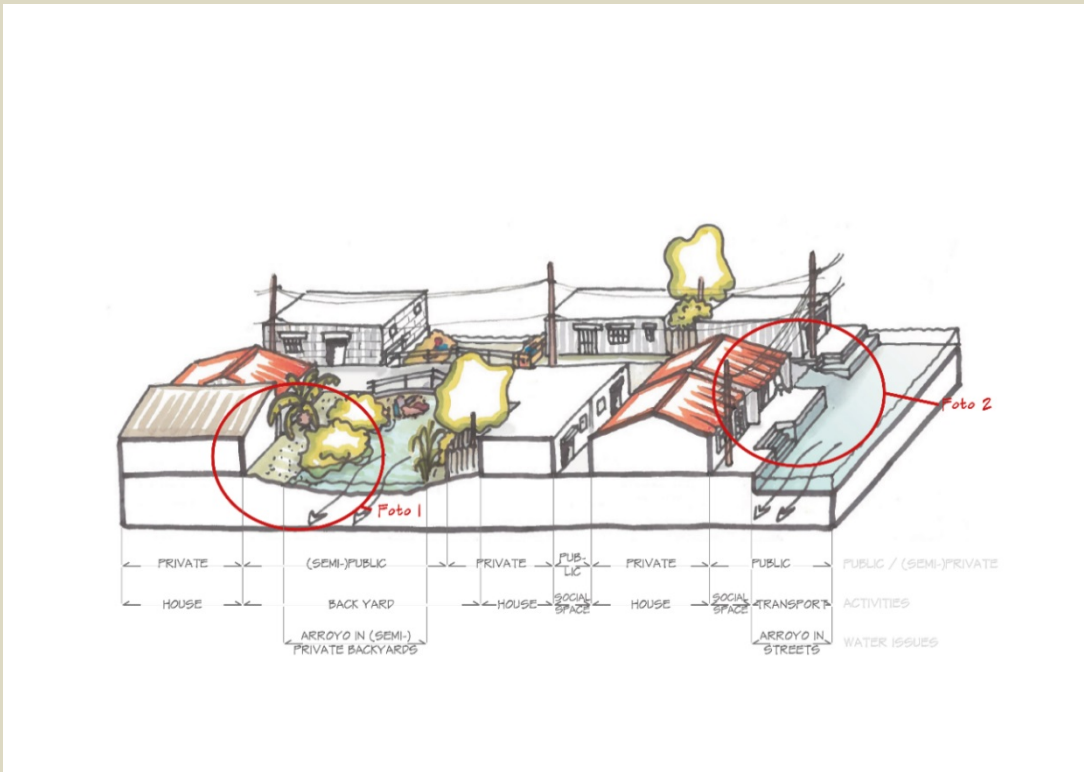 Foto 2
Foto 1
PRIVATE (SEMI-)PUBLIC PRIVATE PUB-
LIC PRIVATE PUBLIC PUBLIC / (SEMI-)PRIVATE
HOUSE BACK YARD HOUSE SOCIAL
SPACE HOUSE SOCIAL
SPACE TRANSPORT ACTIVITIES
ARROYO IN (SEMI-)
PRIVATE BACKYARDS
ARROYO IN
STREETS
WATER ISSUES